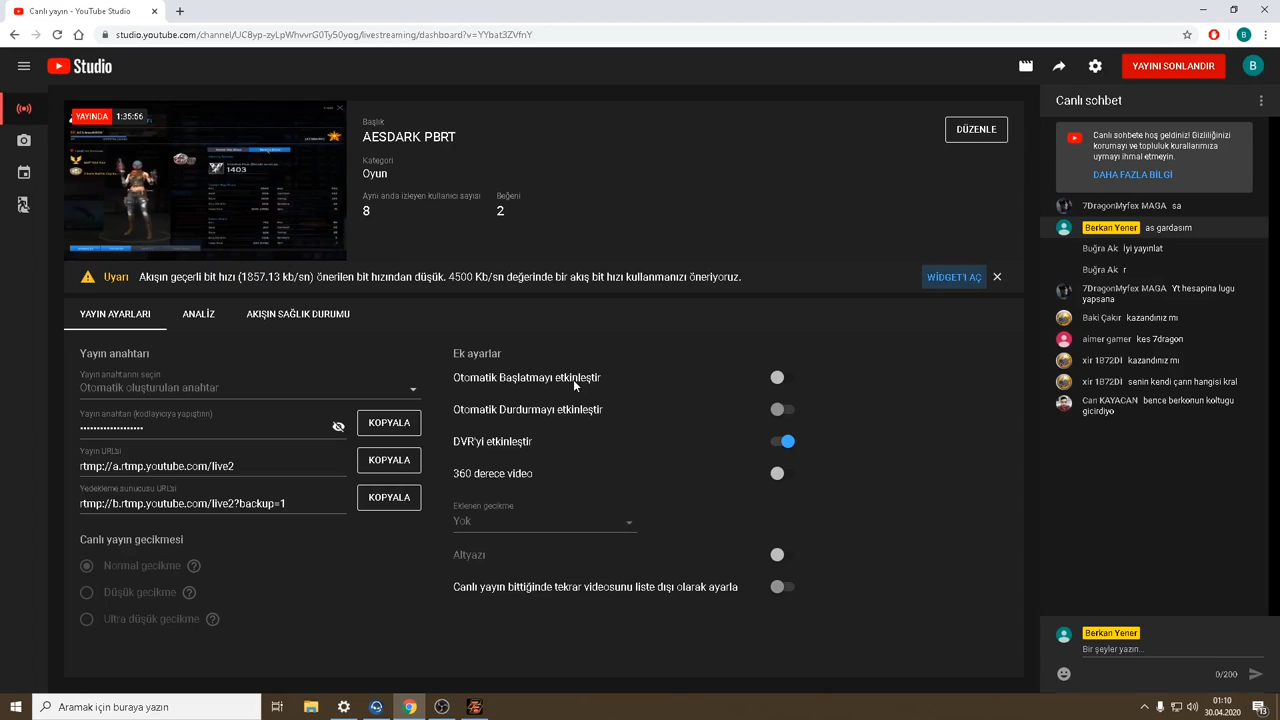 Canlı yayın - YouTube Studio
studio.youtube.com/channel/UC8yp-zyLpWhvvrG0Ty50yog/livestreaming/dashboard?v=YYbat3ZVfnY
B
Studio
YAYINI SONLANDIR
B
YAYINDA 1:35:56
1403
Başlık
AESDARK PBRT
Kategori
Oyun
Aynı anda izleyen kullanıcı sayısı Beğeni
8 2
DÜZENLE
Uyarı Akışın geçerli bit hızı (1857.13 kb/sn) önerilen bit hızından düşük. 4500 Kb/sn değerinde bir akış bit hızı kullanmanızı öneriyoruz.
WİDGET'I AÇ
YAYIN AYARLARI ANALİZ AKIŞIN SAĞLIK DURUMU
Yayın anahtarı
Yayın anahtarını seçin
Otomatik oluşturulan anahtar
Yayın anahtarı (kodlayıcıya yapıştırın)
••••••••••••••••••
KOPYALA
Yayın URL'si
rtmp://a.rtmp.youtube.com/live2
KOPYALA
Yedekleme sunucusu URL'si
rtmp://b.rtmp.youtube.com/live2?backup=1
KOPYALA
Canlı yayın gecikmesi
Normal gecikme
Düşük gecikme
Ultra düşük gecikme
Ek ayarlar
Otomatik Başlatmayı etkinleştir
Otomatik Durdurmayı etkinleştir
DVR'yi etkinleştir
360 derece video
Eklenen gecikme
Yok
Altyazı
Canlı yayın bittiğinde tekrar videosunu liste dışı olarak ayarla
Canlı sohbet
Canlı sohbete hoş geldiniz! Gizliliğinizi
korumayı ve topluluk kurallarımıza
uymayı ihmal etmeyin.
DAHA FAZLA BİLGİ
7DragonMyfex MAGA sa
Berkan Yener as gardasım
Buğra Ak İyi yayınlat
Buğra Ak r
7DragonMyfex MAGA Yt hesapina lugu
yapsana
Baki Çakır kazandınız mı
aimer gamer kes 7dragon
xir 1872Dİ kazandınız mı
xir 1872Dİ senin kendi çarın hangisi kral
Can KAYACAN bence berkonun koltugu
gicirdiyo
Berkan Yener
Bir şeyler yazın...
0/200
Aramak için buraya yazın
01:10
30.04.2020
13